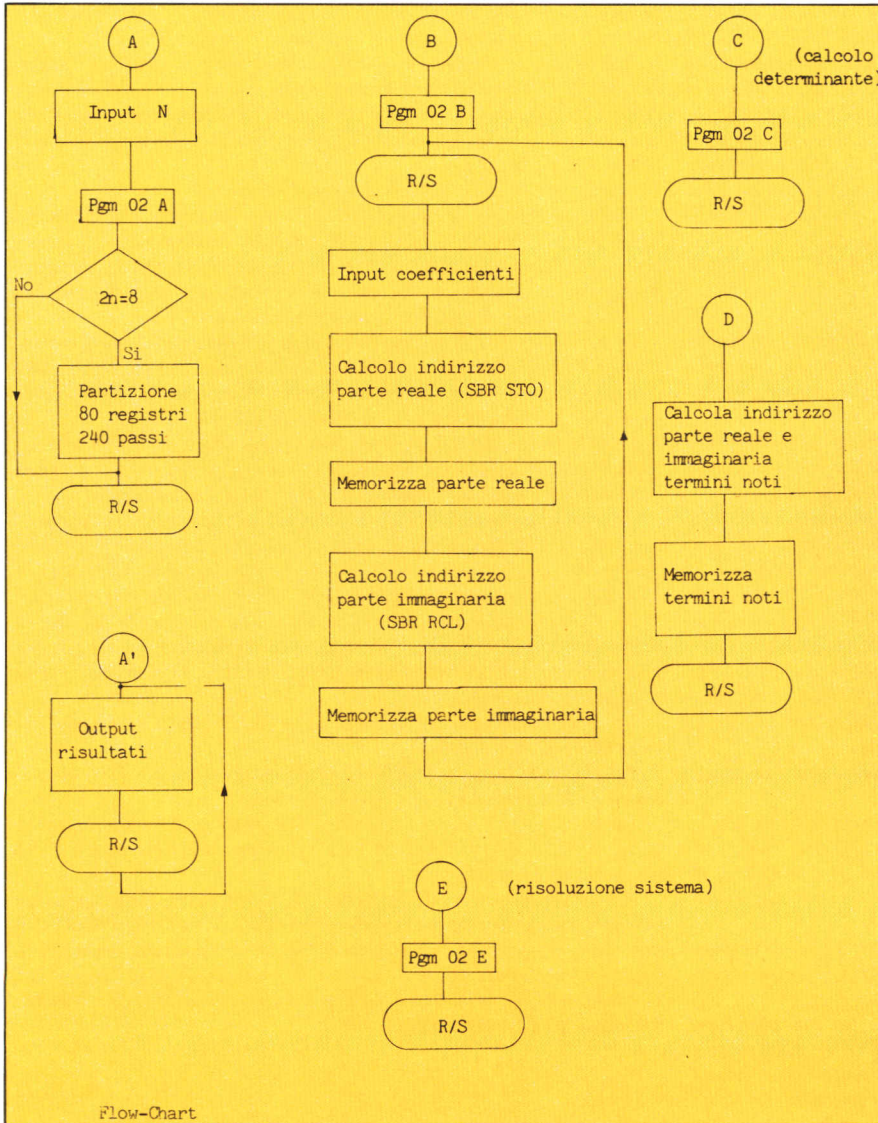 A
Input N
Pgm 02 A
No
2n=8
Si
Partizione
80 registri
240 passi
R/S
A'
Output
risultati
R/S
B
Pgm 02 B
R/S
Input coefficienti
Calcolo indirizzo
parte reale (SBR STO)
Memorizza parte reale
Calcolo indirizzo
parte immaginaria
(SBR RCL)
Memorizza parte immaginaria
C
(calcolo
determinante)
Pgm 02 C
R/S
D
Calcola indirizzo
parte reale e
immaginaria
termini noti
Memorizza
termini noti
R/S
E
(risoluzione sistema)
Pgm 02 E
R/S
Flow-Chart